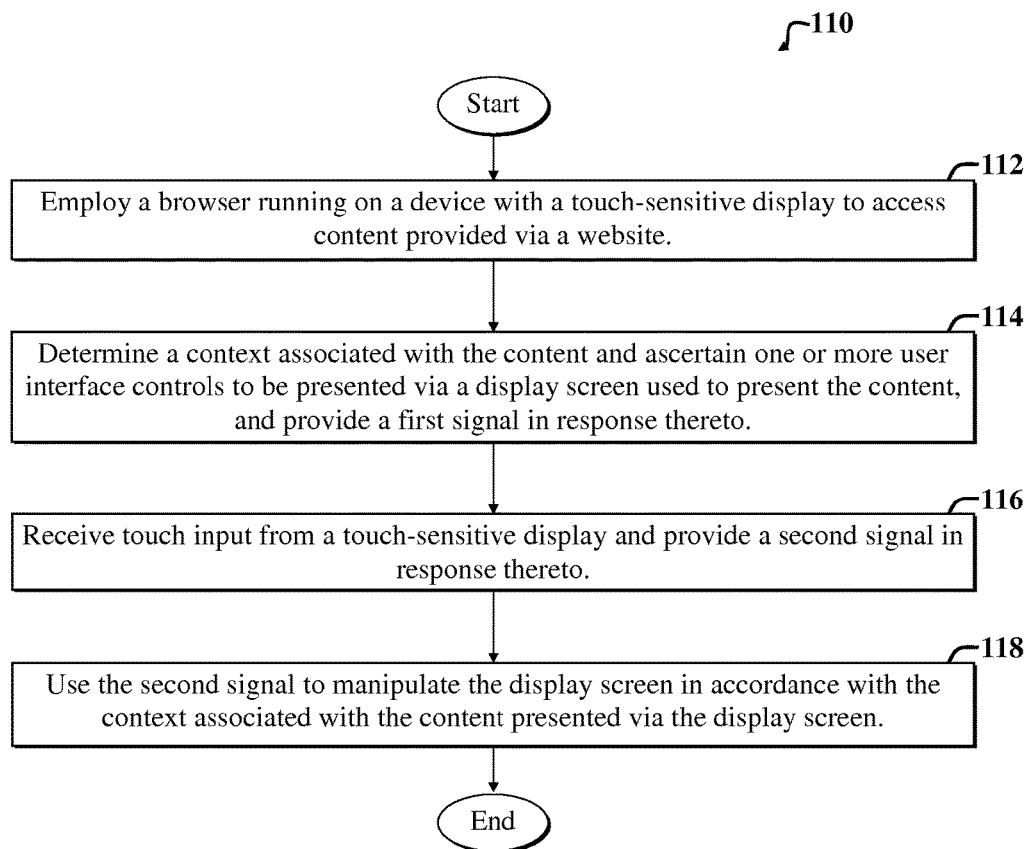 110
Start
112
Employ a browser running on a device with a touch-sensitive display to access
content provided via a website.
114
Determine a context associated with the content and ascertain one or more user
interface controls to be presented via a display screen used to present the content,
and provide a first signal in response thereto.
116
Receive touch input from a touch-sensitive display and provide a second signal in
response thereto.
118
Use the second signal to manipulate the display screen in accordance with the
context associated with the content presented via the display screen.
End